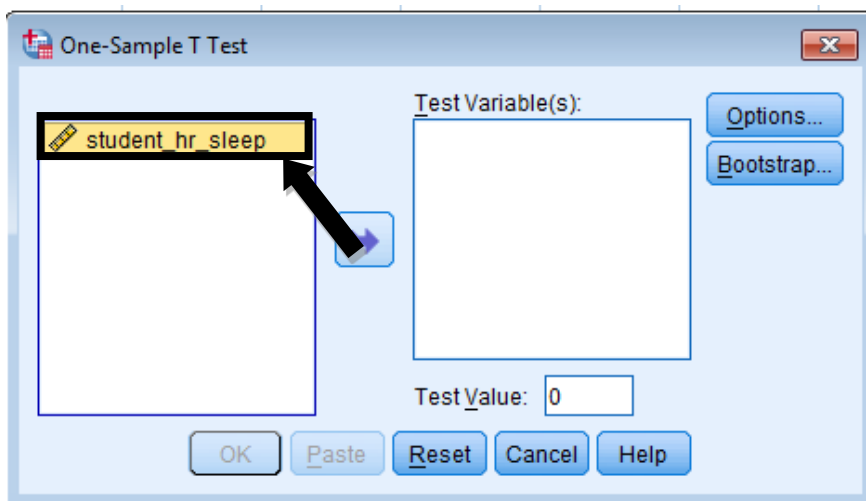 One-Sample T Test
student_hr_sleep
Test Variable(s):
Options...
Bootstrap...
Test Value: 0
OK Paste Reset Cancel Help